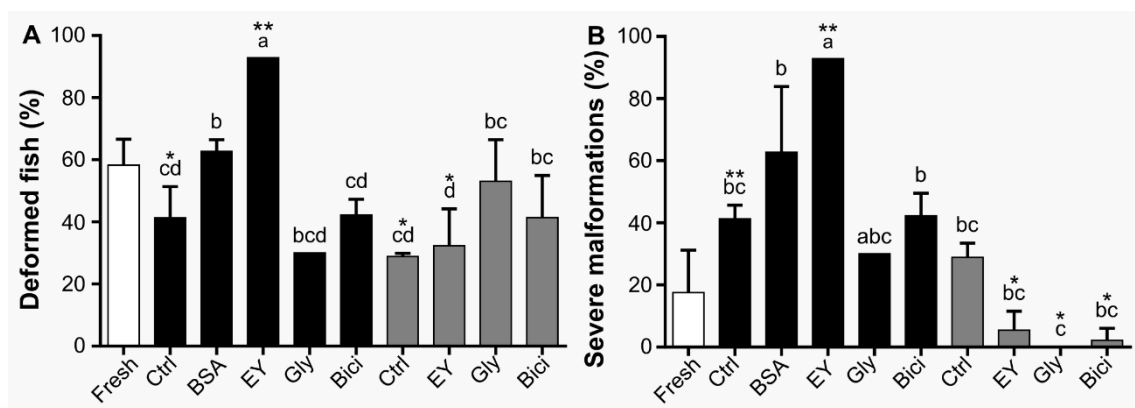 A
Deformed fish (%)
100
80
60
40
20
0
* cd
b
** a
bcd
cd
* cd
* d
bc
bc
Fresh Ctrl BSA EY Gly Bici Ctrl EY Gly Bici
B
Severe malformations (%)
100
80
60
40
20
0
** bc
b
** a
abc
b
bc
* bc
* c
* bc
Fresh Ctrl BSA EY Gly Bici Ctrl EY Gly Bici